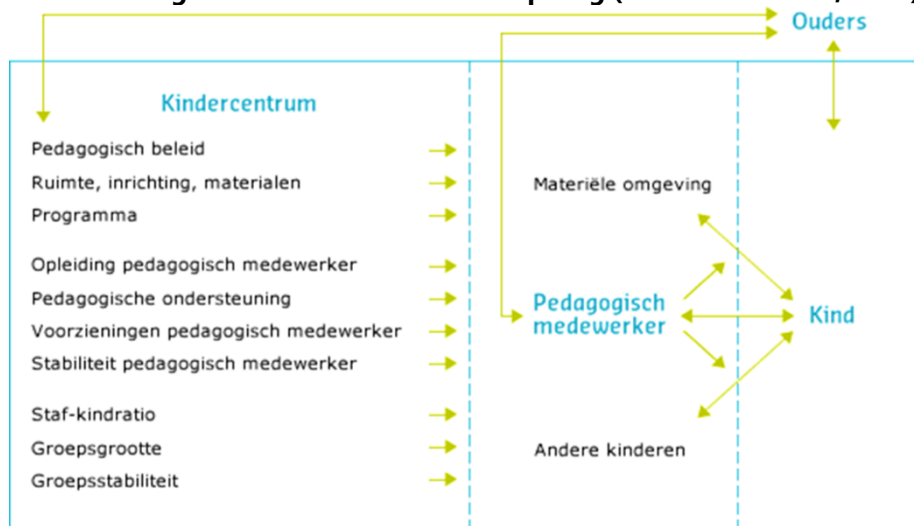 Ouders
Kindercentrum
Pedagogisch beleid
Ruimte, inrichting, materialen
Programma
Opleiding pedagogisch medewerker
Pedagogische ondersteuning
Voorzieningen pedagogisch medewerker
Stabiliteit pedagogisch medewerker
Staf-kindratio
Groepsgrootte
Groepsstabiliteit
Materiële omgeving
Pedagogisch
medewerker
Andere kinderen
Kind